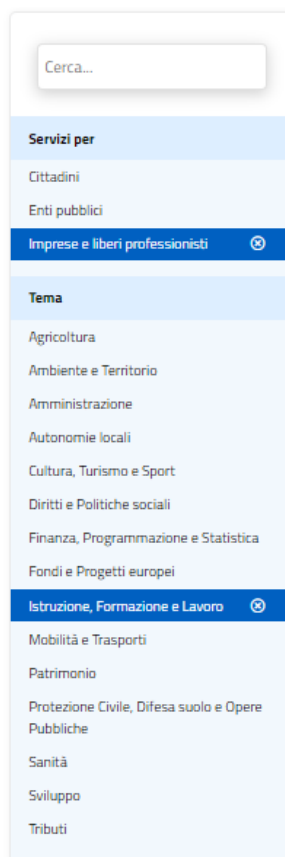 Cerca...
Servizi per
Cittadini
Enti pubblici
Imprese e liberi professionisti
Tema
Agricoltura
Ambiente e Territorio
Amministrazione
Autonomie locali
Cultura, Turismo e Sport
Diritti e Politiche sociali
Finanza, Programmazione e Statistica
Fondi e Progetti europei
Istruzione, Formazione e Lavoro
Mobilità e Trasporti
Patrimonio
Protezione Civile, Difesa suolo e Opere
Pubbliche
Sanità
Sviluppo
Tributi